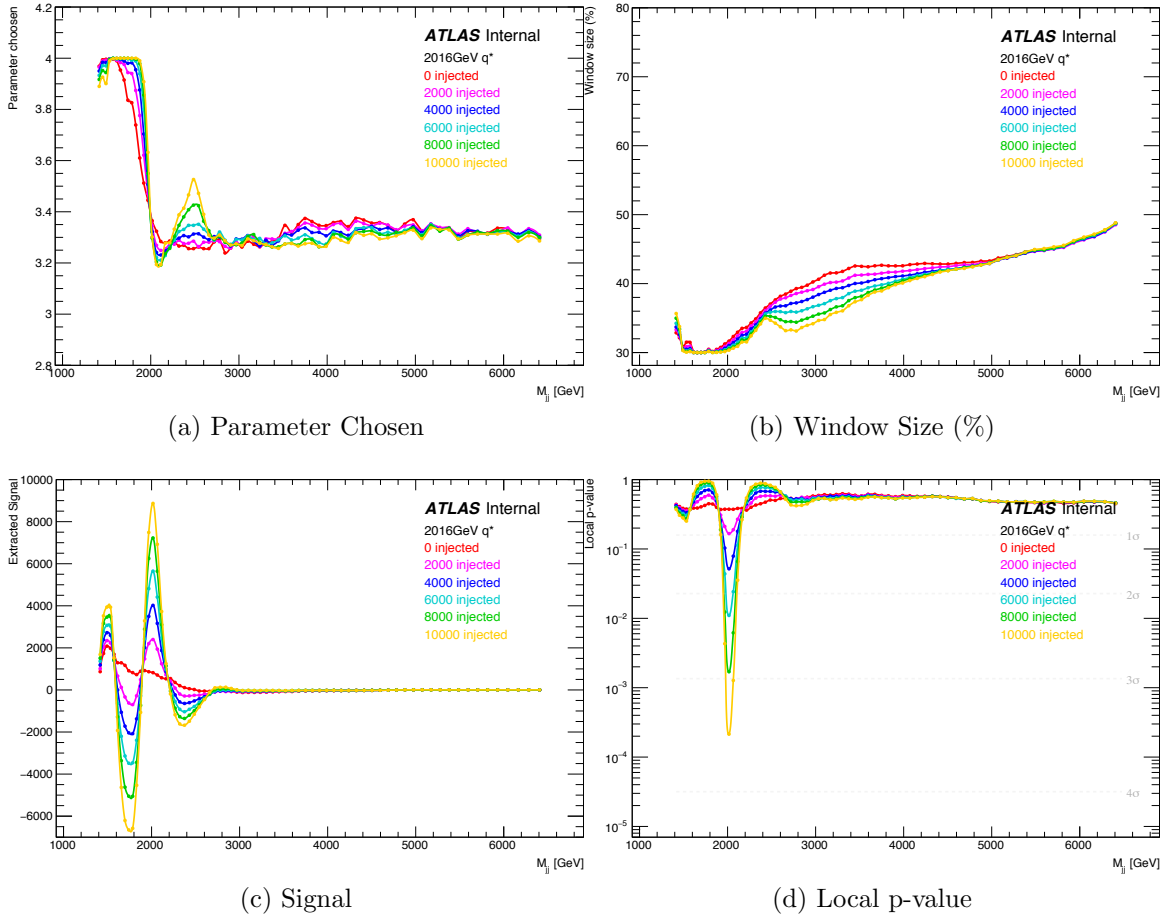 Parameter choosen
4.2
4
3.8
3.6
3.4
3.2
3
2.8
1000 2000 3000 4000 5000 6000
M_jj [GeV]
ATLAS Internal
2016GeV q*
0 injected
2000 injected
4000 injected
6000 injected
8000 injected
10000 injected
(a) Parameter Chosen
Window size (%)
80
70
60
50
40
30
1000 2000 3000 4000 5000 6000
M_jj [GeV]
ATLAS Internal
2016GeV q*
0 injected
2000 injected
4000 injected
6000 injected
8000 injected
10000 injected
(b) Window Size (%)
Extracted Signal
10000
8000
6000
4000
2000
0
−2000
−4000
−6000
1000 2000 3000 4000 5000 6000
M_jj [GeV]
ATLAS Internal
2016GeV q*
0 injected
2000 injected
4000 injected
6000 injected
8000 injected
10000 injected
(c) Signal
Local p-value
1
10⁻¹
10⁻²
10⁻³
10⁻⁴
10⁻⁵
1000 2000 3000 4000 5000 6000
M_jj [GeV]
ATLAS Internal
2016GeV q*
0 injected
2000 injected
4000 injected
6000 injected
8000 injected
10000 injected
1σ
2σ
3σ
4σ
(d) Local p-value